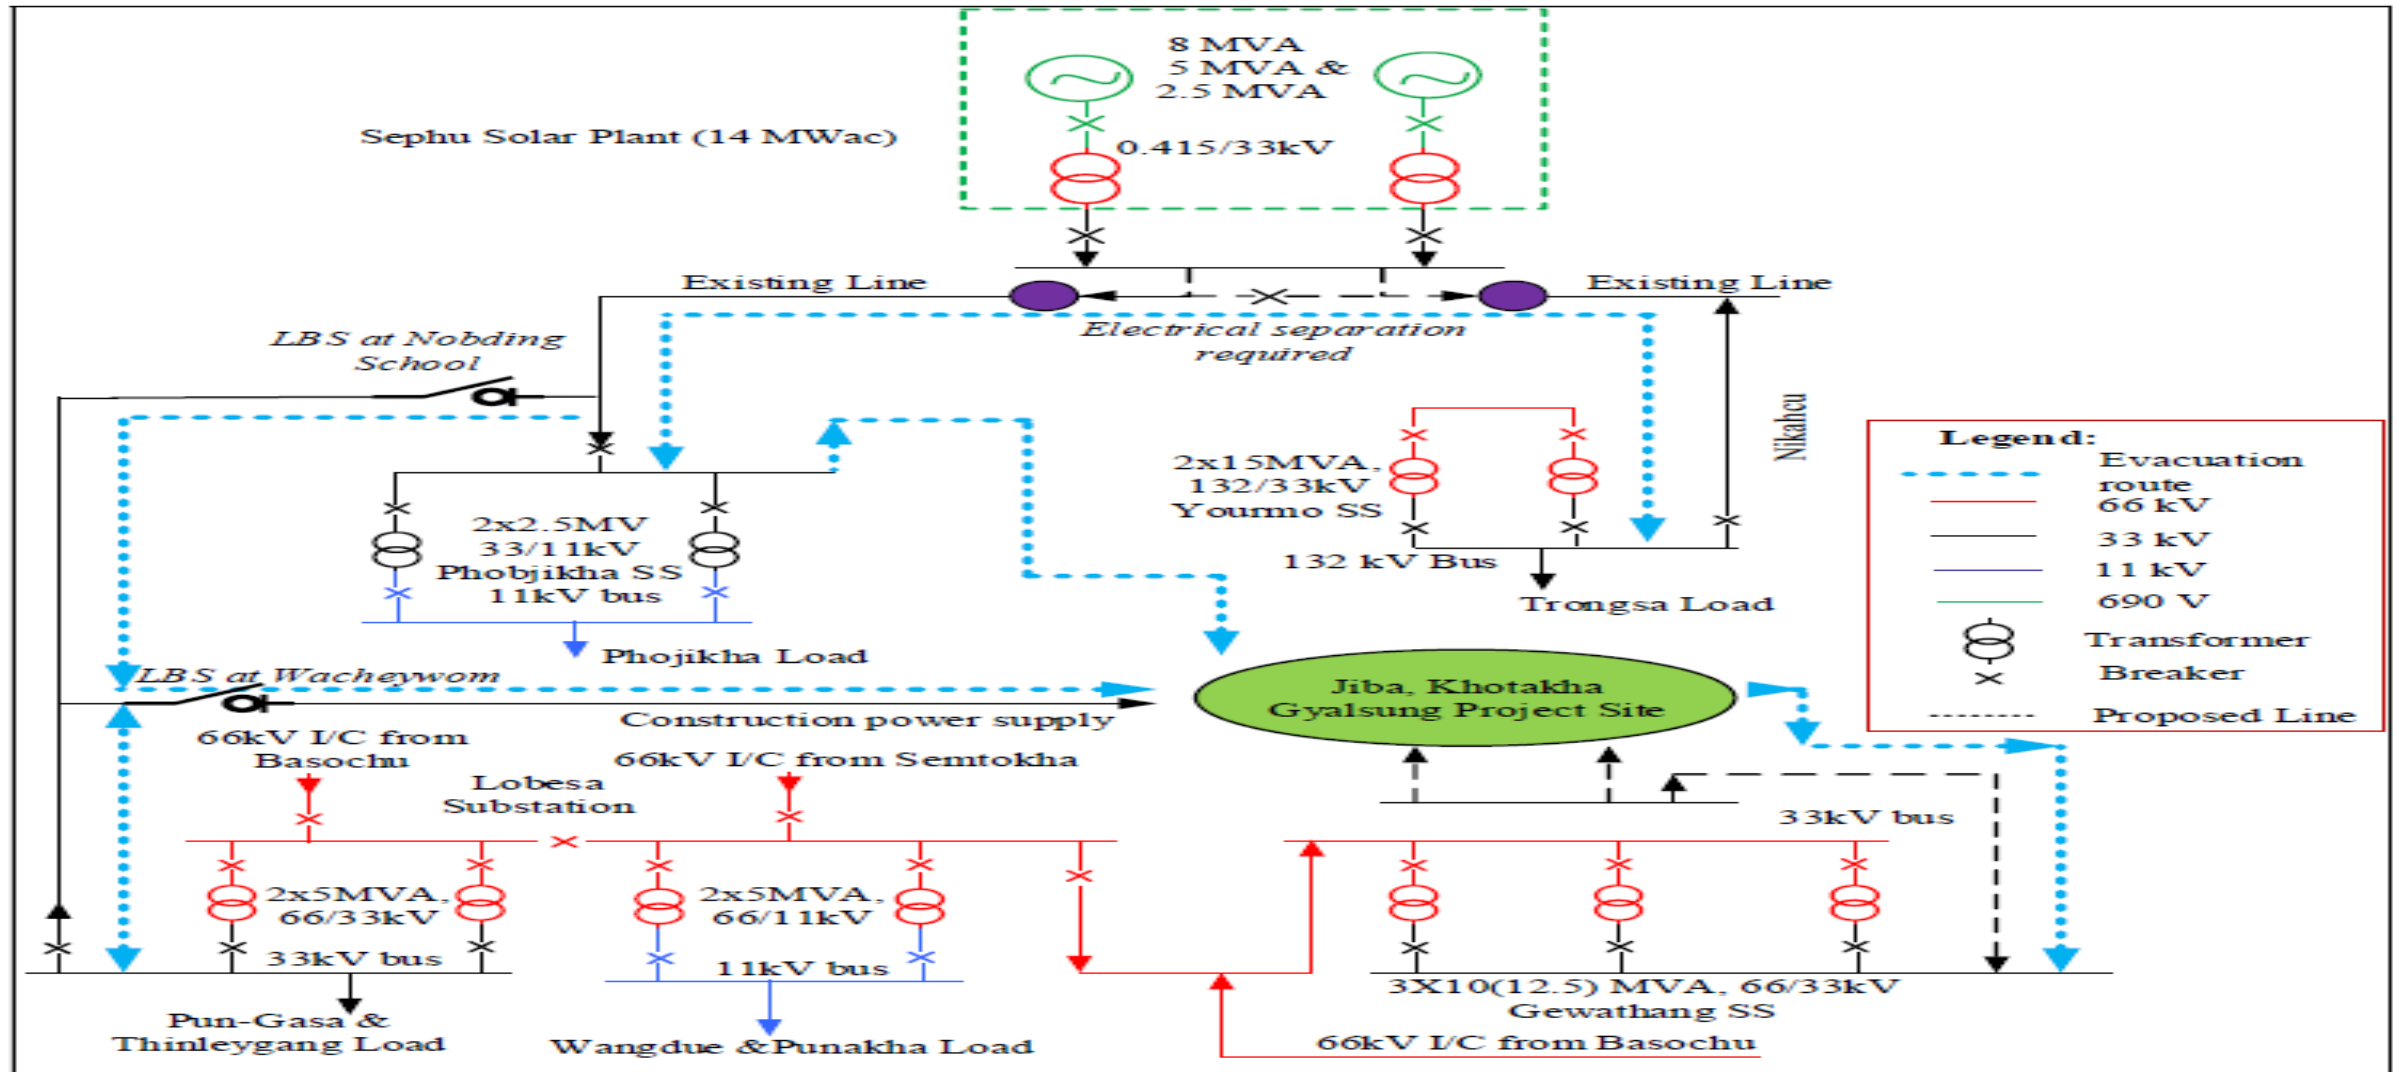 8 MVA
5 MVA &
2.5 MVA
Sephu Solar Plant (14 MWac)
0.415/33kV
Existing Line
Existing Line
Electrical separation
required
LBS at Nobding
School
Nikahcu
2x15MVA,
132/33kV
Yourmo SS
132 kV Bus
Trongsa Load
2x2.5MV
33/11kV
Phobjikha SS
11kV bus
Phojikha Load
Legend:
Evacuation
route
66 kV
33 kV
11 kV
690 V
Transformer
Breaker
Proposed Line
LBS at Wacheywom
Construction power supply
Jiba, Khotakha
Gyalsung Project Site
66kV I/C from
Basochu
66kV I/C from Semtokha
Lobesa
Substation
33kV bus
2x5MVA,
66/33kV
2x5MVA,
66/11kV
33kV bus
11kV bus
3X10(12.5) MVA, 66/33kV
Gewathang SS
Pun-Gasa &
Thinleygang Load
Wangdue &Punakha Load
66kV I/C from Basochu